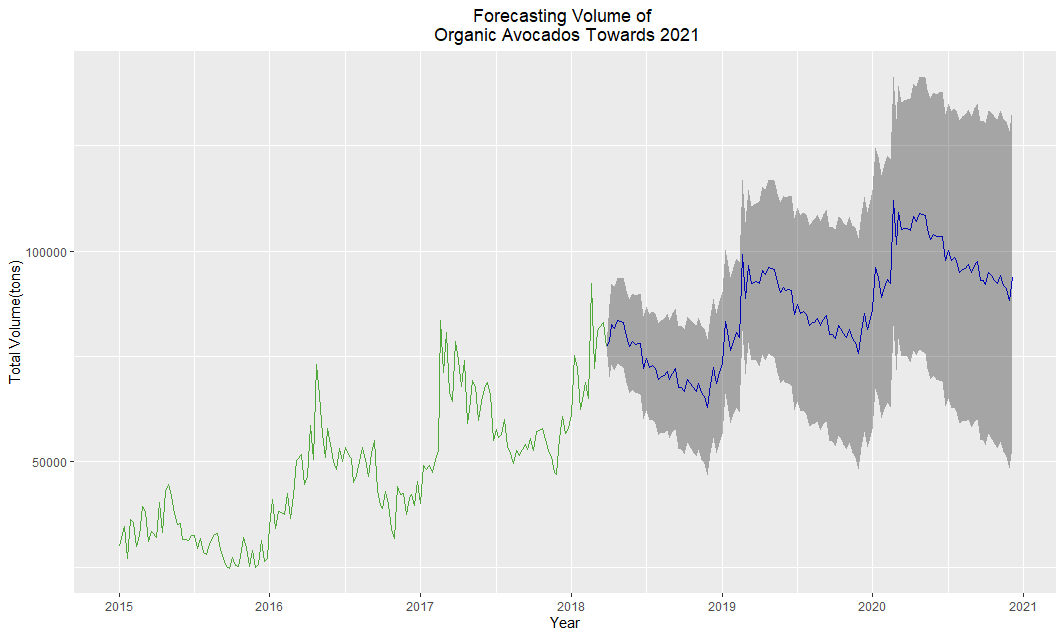 Forecasting Volume of
Organic Avocados Towards 2021
Total Volume(tons)
100000
50000
2015 2016 2017 2018 2019 2020 2021
Year